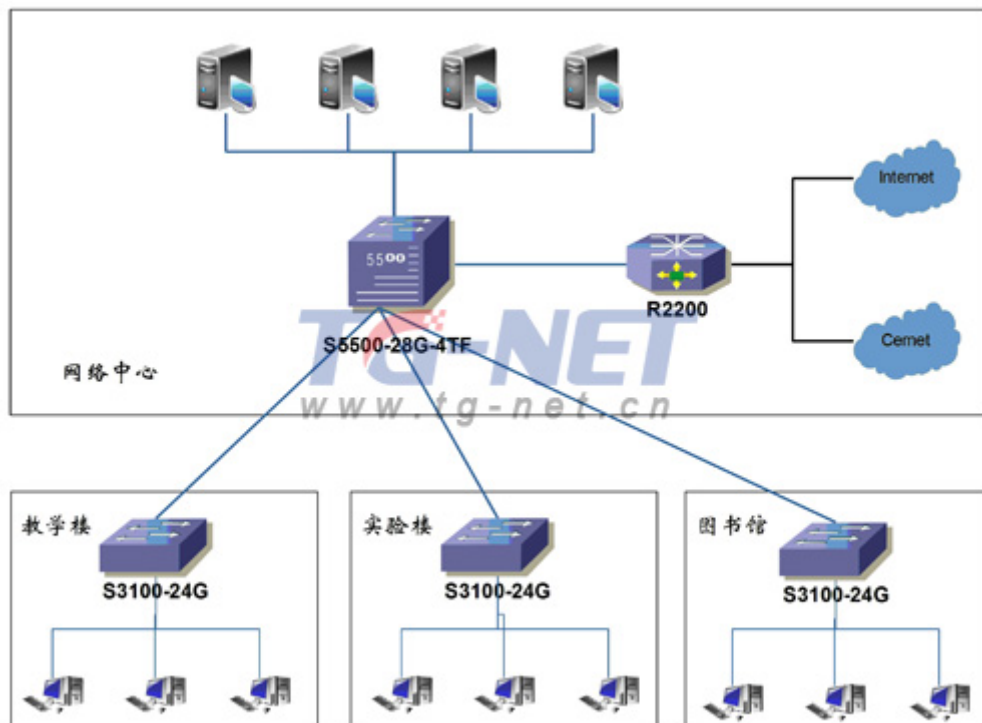 Internet
5500
R2200
TG-NET
S5500-28G-4TF
Cernet
网络中心
www.tg-net.cn
教学楼
实验楼
图书馆
S3100-24G
S3100-24G
S3100-24G